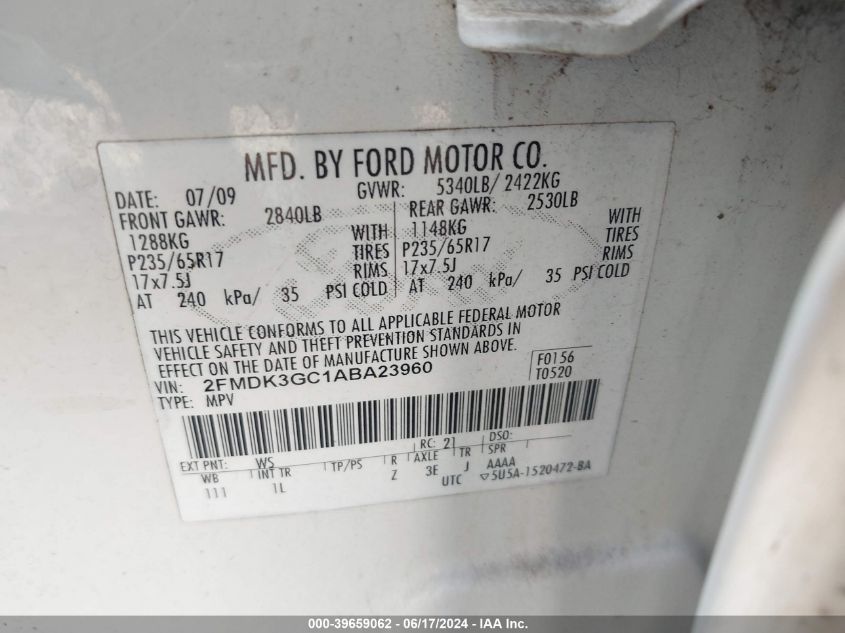 MFD. BY FORD MOTOR CO.
DATE: 07/09 GVWR: 5340LB/ 2422KG
FRONT GAWR: 2840LB REAR GAWR: 2530LB
1288KG WITH 1148KG WITH
P235/65R17 TIRES P235/65R17 TIRES
17x7.5J RIMS 17x7.5J RIMS
AT 240 kPa/ 35 PSI COLD AT 240 kPa/ 35 PSI COLD
THIS VEHICLE CONFORMS TO ALL APPLICABLE FEDERAL MOTOR
VEHICLE SAFETY AND THEFT PREVENTION STANDARDS IN
EFFECT ON THE DATE OF MANUFACTURE SHOWN ABOVE.
VIN: 2FMDK3GC1ABA23960 F0156
TYPE: MPV T0520
EXT PNT: WS RC: 21 DSO:
WB INT TR TP/PS R AXLE TR SPR
111 1L Z 3E J AAAA
UTC ▽5U5A-1520472-BA
000-39659062 - 06/17/2024 - IAA Inc.